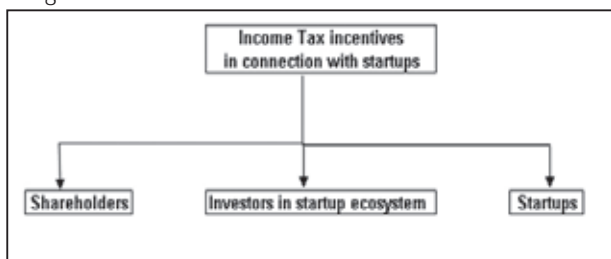 Income Tax incentives
in connection with startups
Shareholders
Investors in startup ecosystem
Startups